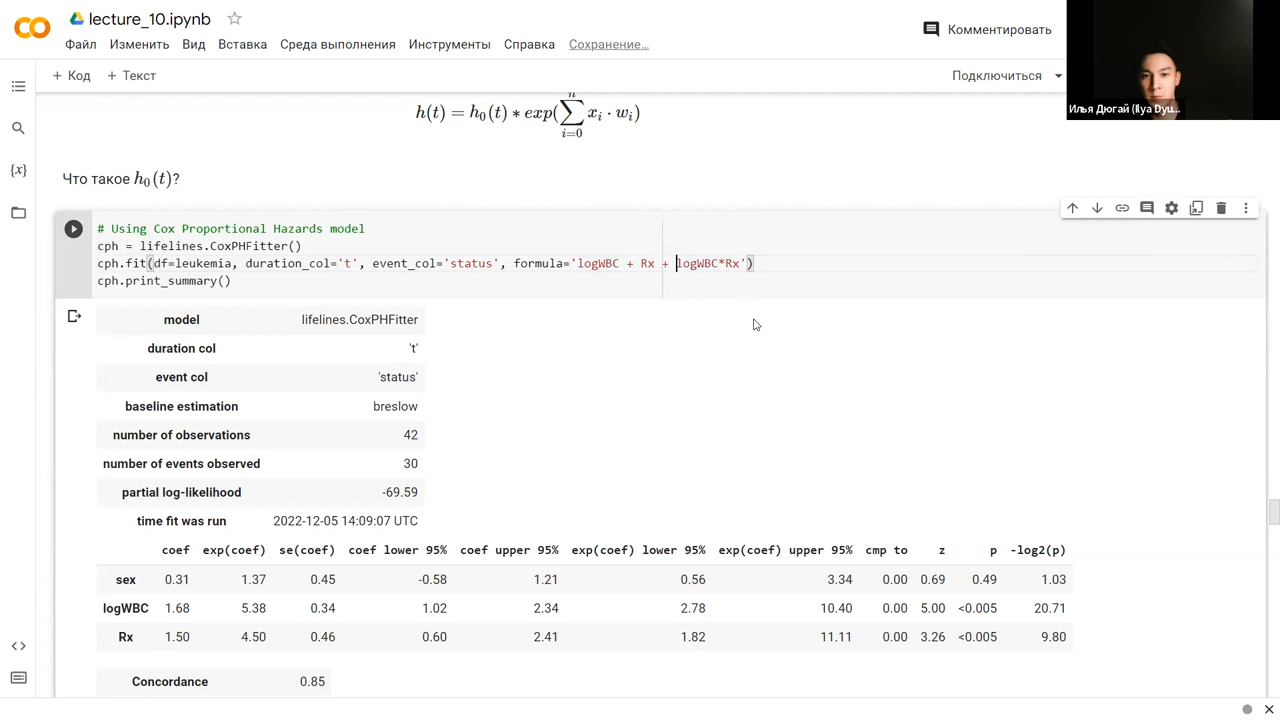 lecture_10.ipynb
Файл Изменить Вид Вставка Среда выполнения Инструменты Справка Сохранение…
Комментировать
Илья Дюгай (Ilya Dyu...
+ Код + Текст
Подключиться
h(t) = h₀(t) ∗ exp(∑ⁿᵢ₌₀ xᵢ · wᵢ)
Что такое h₀(t)?
# Using Cox Proportional Hazards model
cph = lifelines.CoxPHFitter()
cph.fit(df=leukemia, duration_col='t', event_col='status', formula='logWBC + Rx + logWBC*Rx')
cph.print_summary()
model lifelines.CoxPHFitter
duration col 't'
event col 'status'
baseline estimation breslow
number of observations 42
number of events observed 30
partial log-likelihood -69.59
time fit was run 2022-12-05 14:09:07 UTC
coef exp(coef) se(coef) coef lower 95% coef upper 95% exp(coef) lower 95% exp(coef) upper 95% cmp to z p -log2(p)
sex 0.31 1.37 0.45 -0.58 1.21 0.56 3.34 0.00 0.69 0.49 1.03
logWBC 1.68 5.38 0.34 1.02 2.34 2.78 10.40 0.00 5.00 <0.005 20.71
Rx 1.50 4.50 0.46 0.60 2.41 1.82 11.11 0.00 3.26 <0.005 9.80
Concordance 0.85